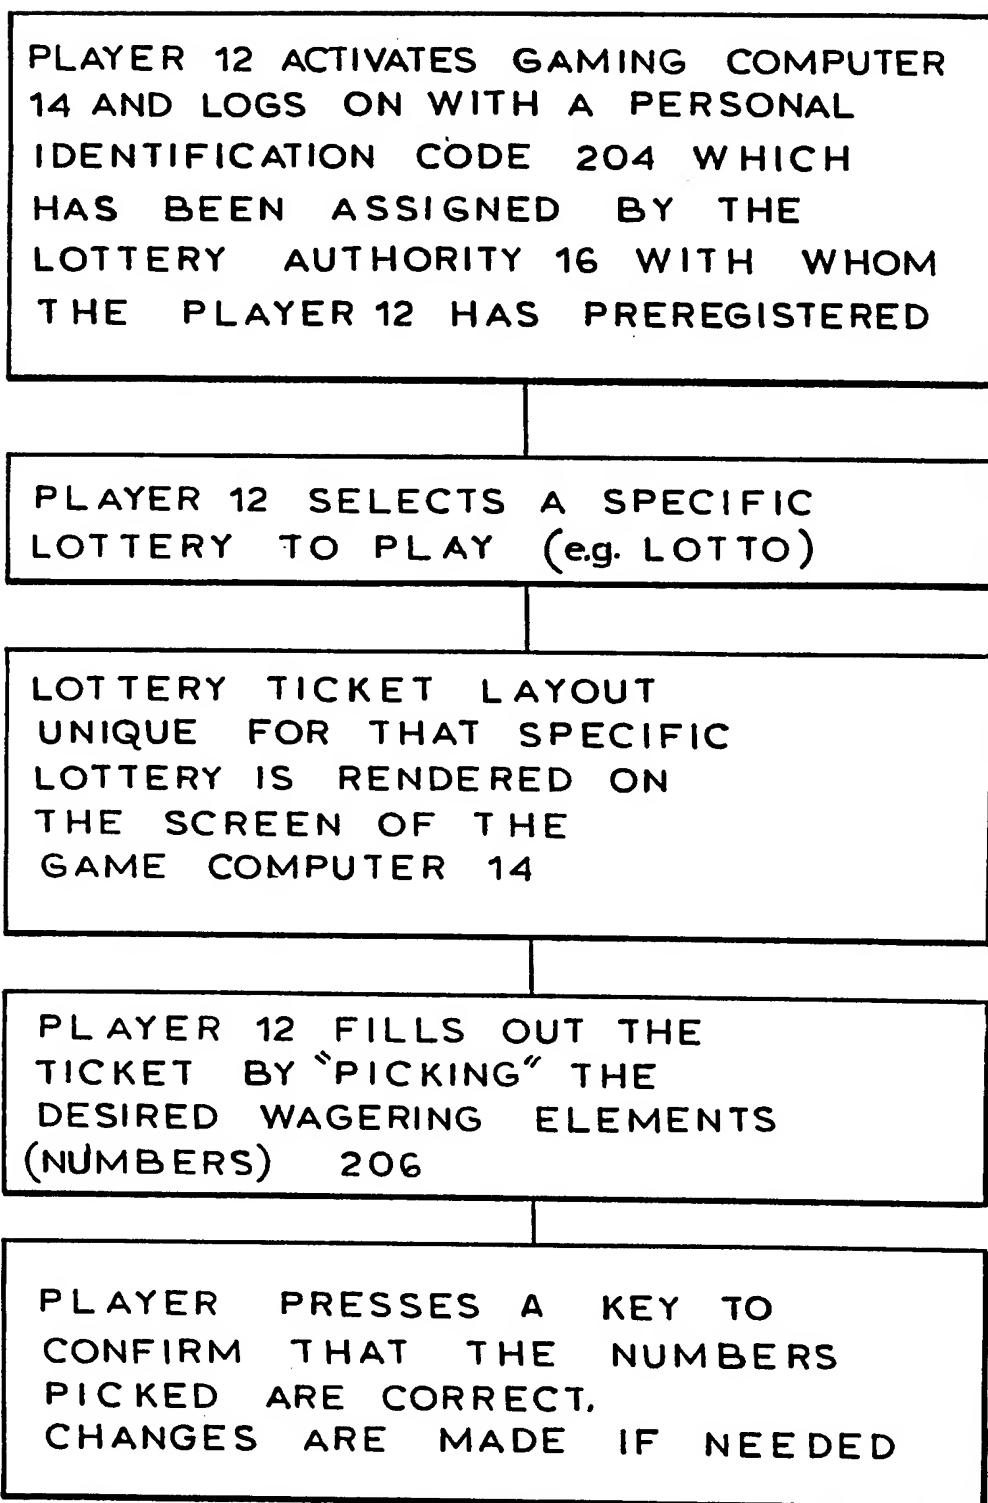 PLAYER 12 ACTIVATES GAMING COMPUTER
14 AND LOGS ON WITH A PERSONAL
IDENTIFICATION CODE 204 WHICH
HAS BEEN ASSIGNED BY THE
LOTTERY AUTHORITY 16 WITH WHOM
THE PLAYER 12 HAS PREREGISTERED
PLAYER 12 SELECTS A SPECIFIC
LOTTERY TO PLAY (e.g. LOTTO)
LOTTERY TICKET LAYOUT
UNIQUE FOR THAT SPECIFIC
LOTTERY IS RENDERED ON
THE SCREEN OF THE
GAME COMPUTER 14
PLAYER 12 FILLS OUT THE
TICKET BY "PICKING" THE
DESIRED WAGERING ELEMENTS
(NUMBERS) 206
PLAYER PRESSES A KEY TO
CONFIRM THAT THE NUMBERS
PICKED ARE CORRECT.
CHANGES ARE MADE IF NEEDED